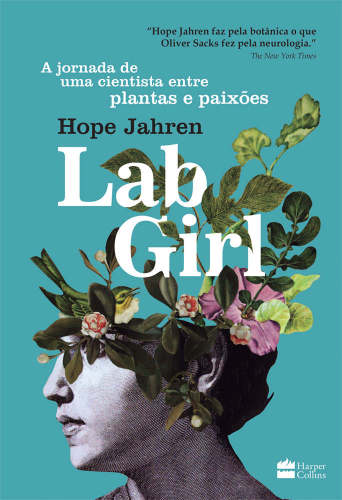 “Hope Jahren faz pela botânica o que
Oliver Sacks fez pela neurologia.”
The New York Times
A jornada de
uma cientista entre
plantas e paixões
Hope Jahren
Lab
Girl
Harper
Collins